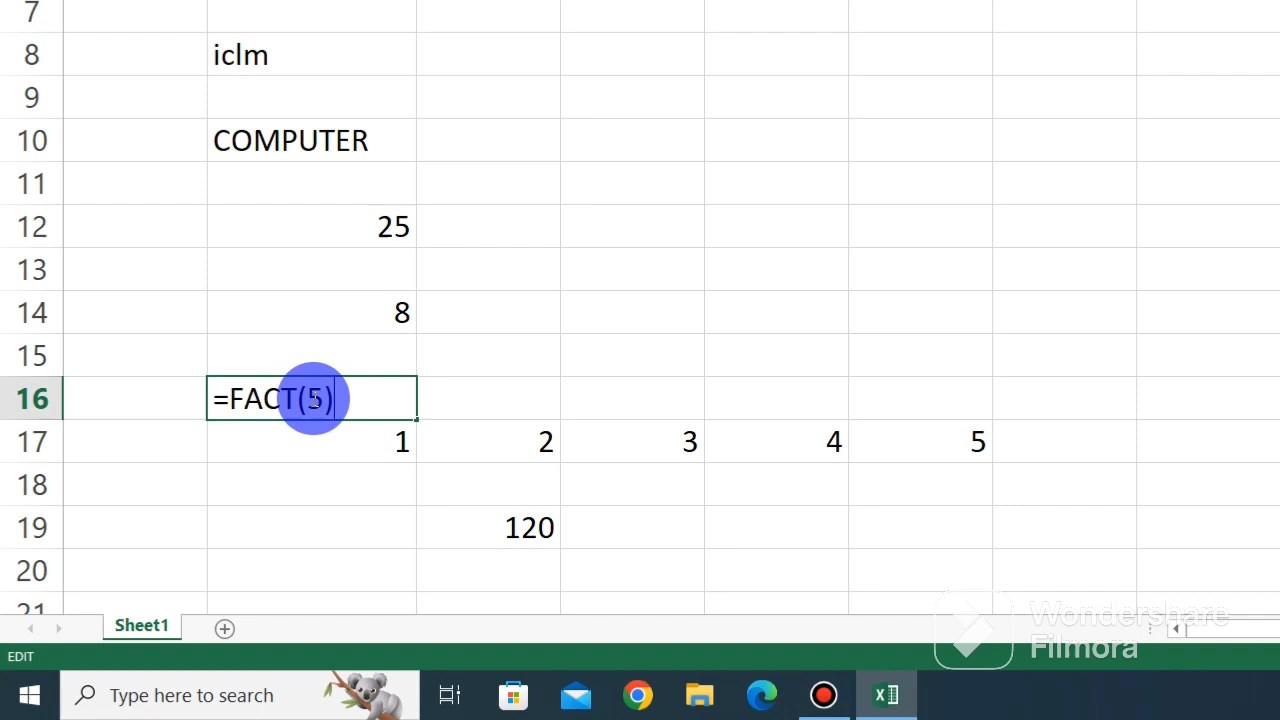 7
8 iclm
9
10 COMPUTER
11
12 25
13
14 8
15
16 =FACT(5)
17 1 2 3 4 5
18
19 120
20
21
Sheet1
Wondershare
Filmora
EDIT
Type here to search